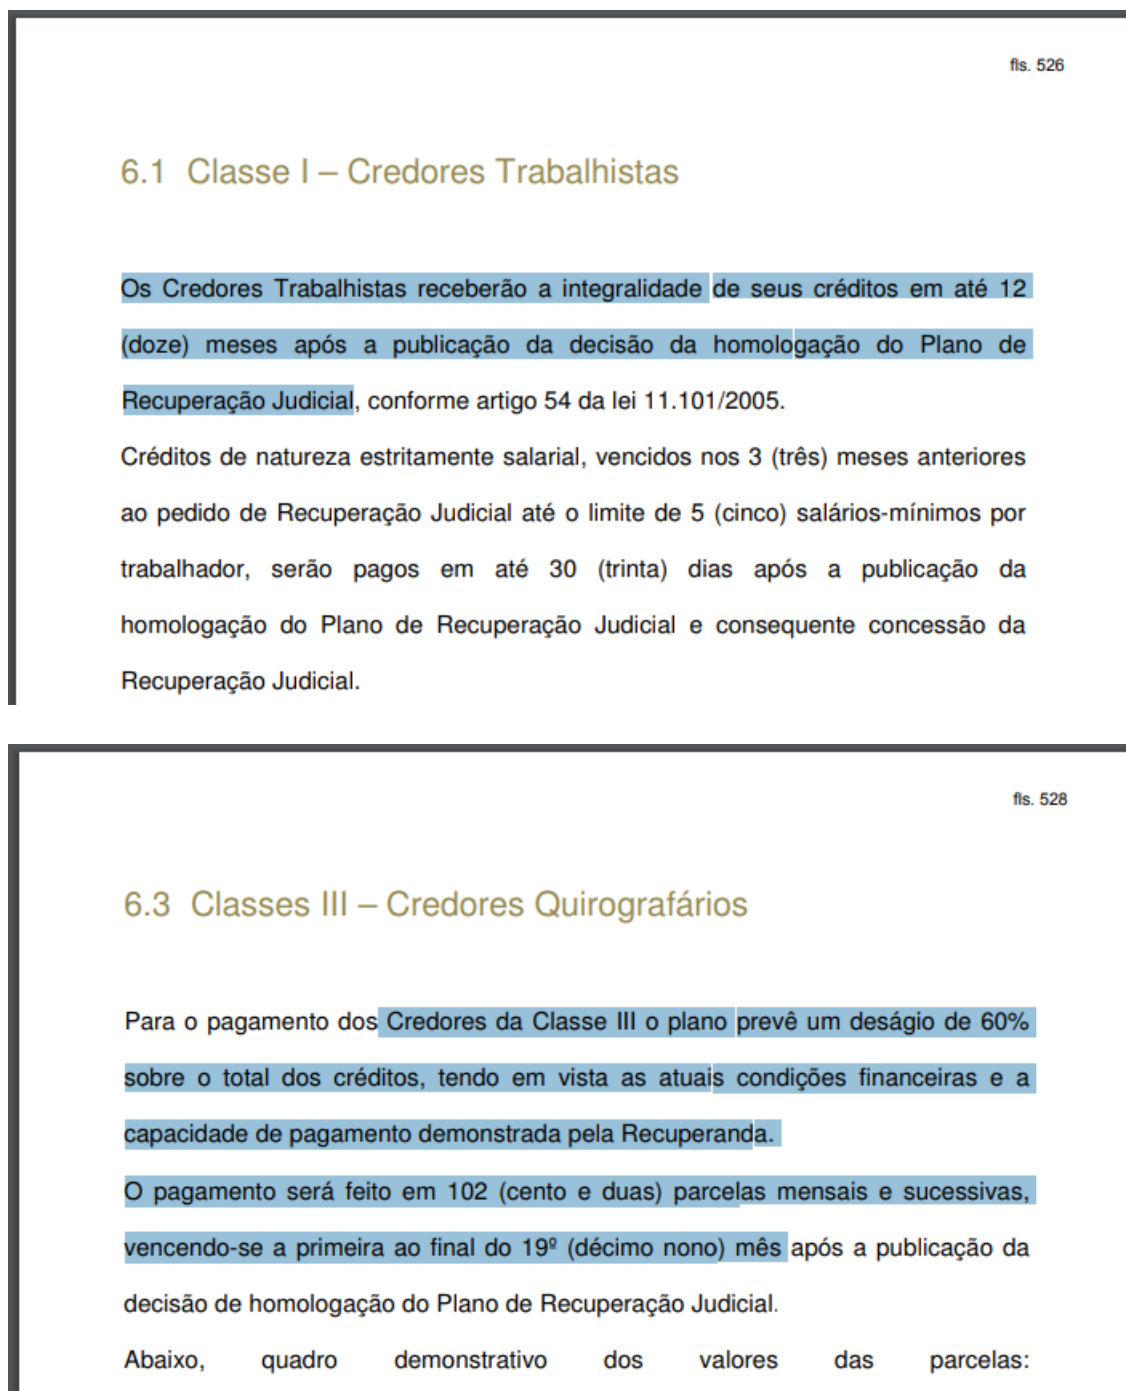 fls. 526
6.1 Classe I – Credores Trabalhistas
Os Credores Trabalhistas receberão a integralidade de seus créditos em até 12
(doze) meses após a publicação da decisão da homologação do Plano de
Recuperação Judicial, conforme artigo 54 da lei 11.101/2005.
Créditos de natureza estritamente salarial, vencidos nos 3 (três) meses anteriores
ao pedido de Recuperação Judicial até o limite de 5 (cinco) salários-mínimos por
trabalhador, serão pagos em até 30 (trinta) dias após a publicação da
homologação do Plano de Recuperação Judicial e consequente concessão da
Recuperação Judicial.
fls. 528
6.3 Classes III – Credores Quirografários
Para o pagamento dos Credores da Classe III o plano prevê um deságio de 60%
sobre o total dos créditos, tendo em vista as atuais condições financeiras e a
capacidade de pagamento demonstrada pela Recuperanda.
O pagamento será feito em 102 (cento e duas) parcelas mensais e sucessivas,
vencendo-se a primeira ao final do 19º (décimo nono) mês após a publicação da
decisão de homologação do Plano de Recuperação Judicial.
Abaixo, quadro demonstrativo dos valores das parcelas: